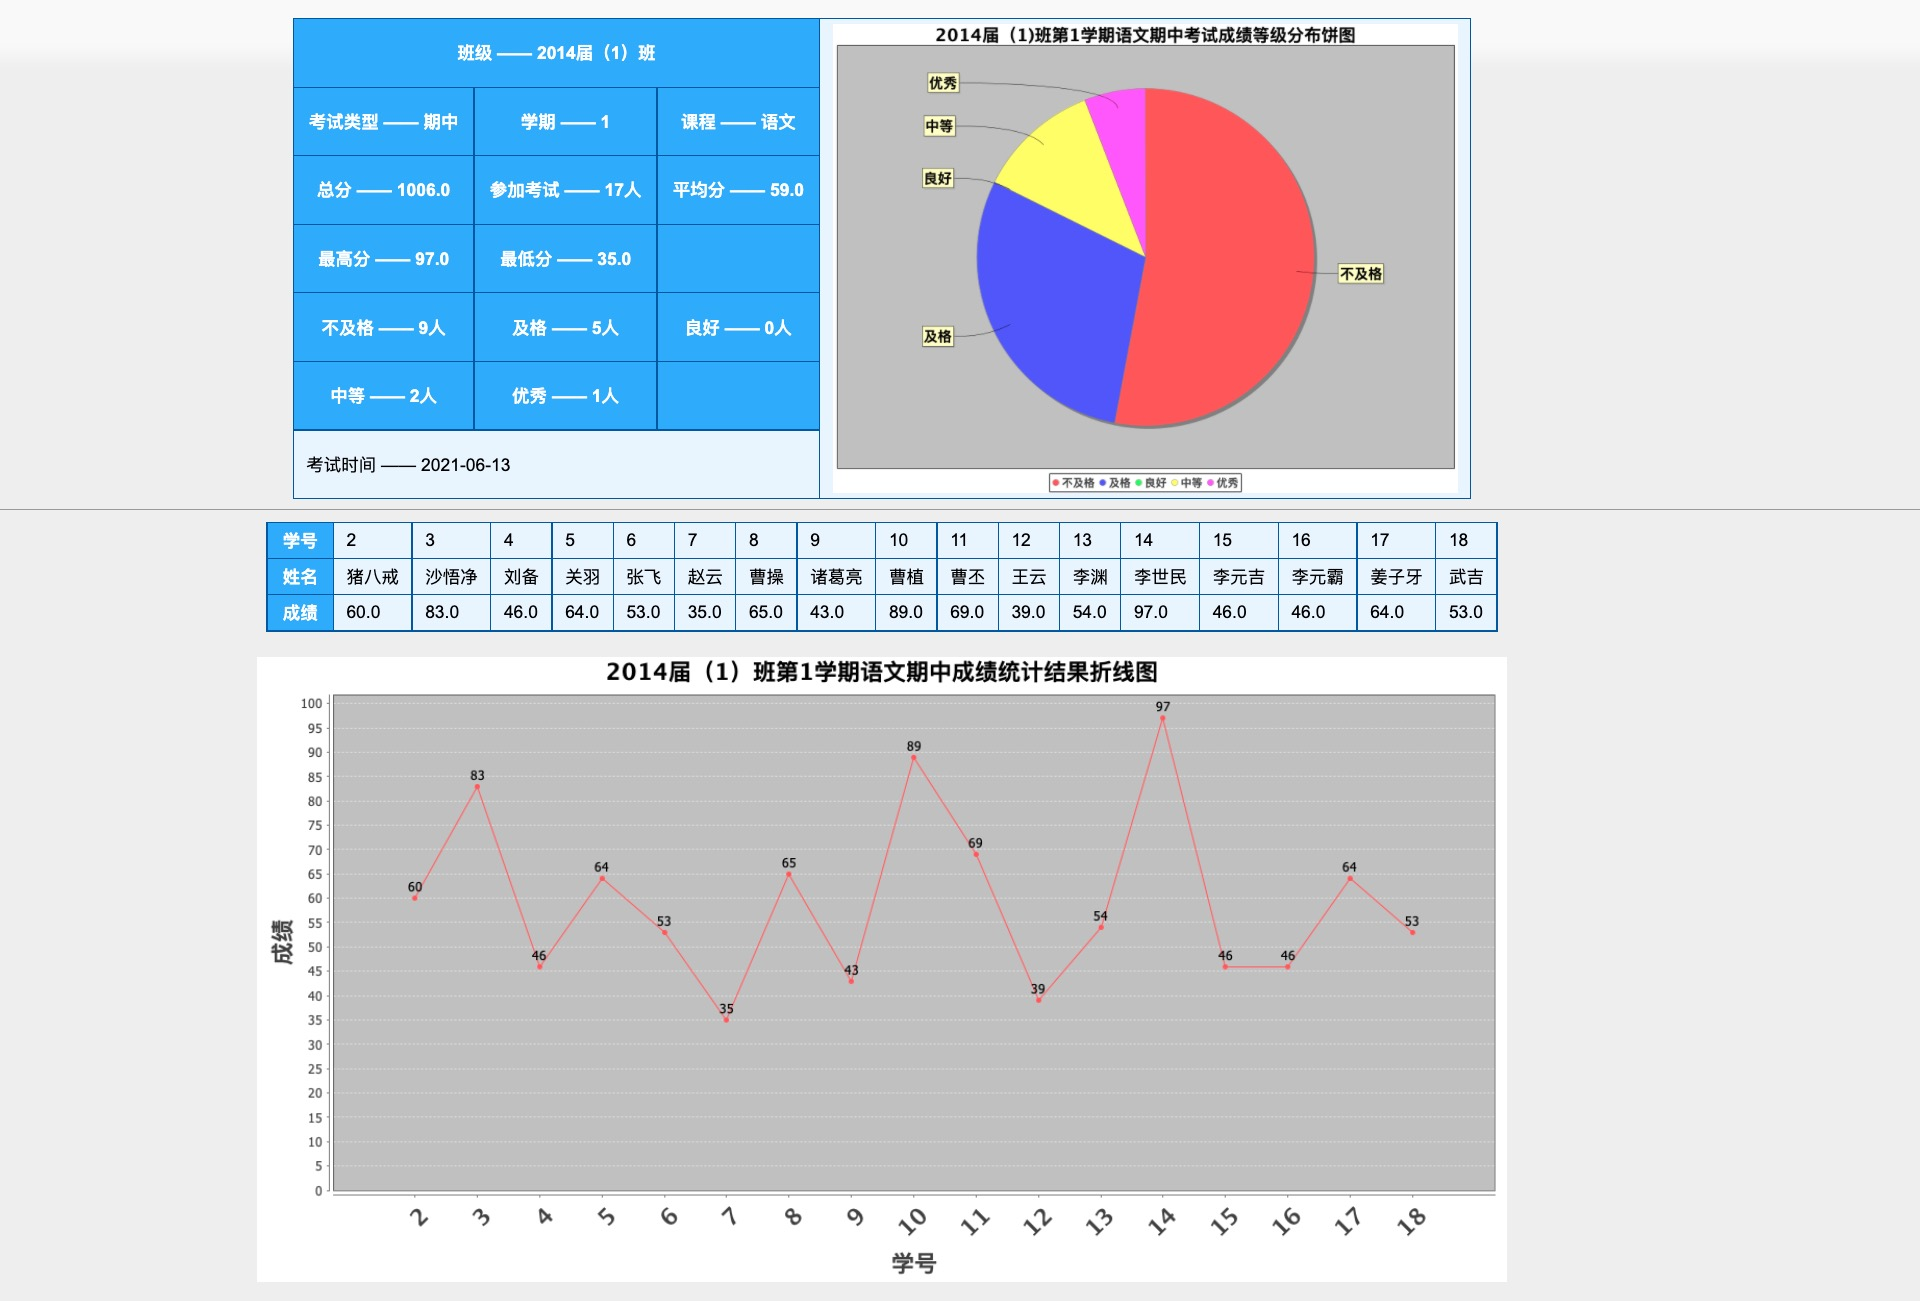 班级 —— 2014届（1）班
考试类型 —— 期中 学期 —— 1 课程 —— 语文
总分 —— 1006.0 参加考试 —— 17人 平均分 —— 59.0
最高分 —— 97.0 最低分 —— 35.0
不及格 —— 9人 及格 —— 5人 良好 —— 0人
中等 —— 2人 优秀 —— 1人
考试时间 —— 2021-06-13
2014届（1)班第1学期语文期中考试成绩等级分布饼图
优秀
中等
良好
不及格
及格
不及格 及格 良好 中等 优秀
学号 2 3 4 5 6 7 8 9 10 11 12 13 14 15 16 17 18
姓名 猪八戒 沙悟净 刘备 关羽 张飞 赵云 曹操 诸葛亮 曹植 曹丕 王云 李渊 李世民 李元吉 李元霸 姜子牙 武吉
成绩 60.0 83.0 46.0 64.0 53.0 35.0 65.0 43.0 89.0 69.0 39.0 54.0 97.0 46.0 46.0 64.0 53.0
2014届（1）班第1学期语文期中成绩统计结果折线图
成绩
100
95
90
85
80
75
70
65
60
55
50
45
40
35
30
25
20
15
10
5
0
60 83 46 64 53 35 65 43 89 69 39 54 97 46 46 64 53
2 3 4 5 6 7 8 9 10 11 12 13 14 15 16 17 18
学号